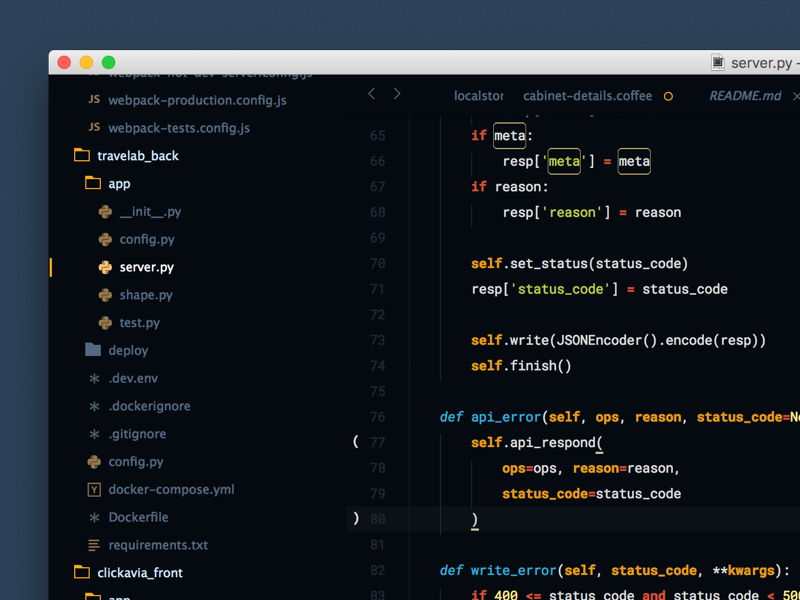 server.py -
webpack-hot-dev-server.config.js
JS webpack-production.config.js
JS webpack-tests.config.js
travelab_back
app
__init__.py
config.py
server.py
shape.py
test.py
deploy
.dev.env
.dockerignore
.gitignore
config.py
Y docker-compose.yml
Dockerfile
requirements.txt
clickavia_front
app
localstor cabinet-details.coffee README.md ×
65 if meta:
66 resp['meta'] = meta
67 if reason:
68 resp['reason'] = reason
69
70 self.set_status(status_code)
71 resp['status_code'] = status_code
72
73 self.write(JSONEncoder().encode(resp))
74 self.finish()
75
76 def api_error(self, ops, reason, status_code=No
( 77 self.api_respond(
78 ops=ops, reason=reason,
79 status_code=status_code
) 80 )
81
82 def write_error(self, status_code, **kwargs):
83 if 400 <= status_code and status_code < 500